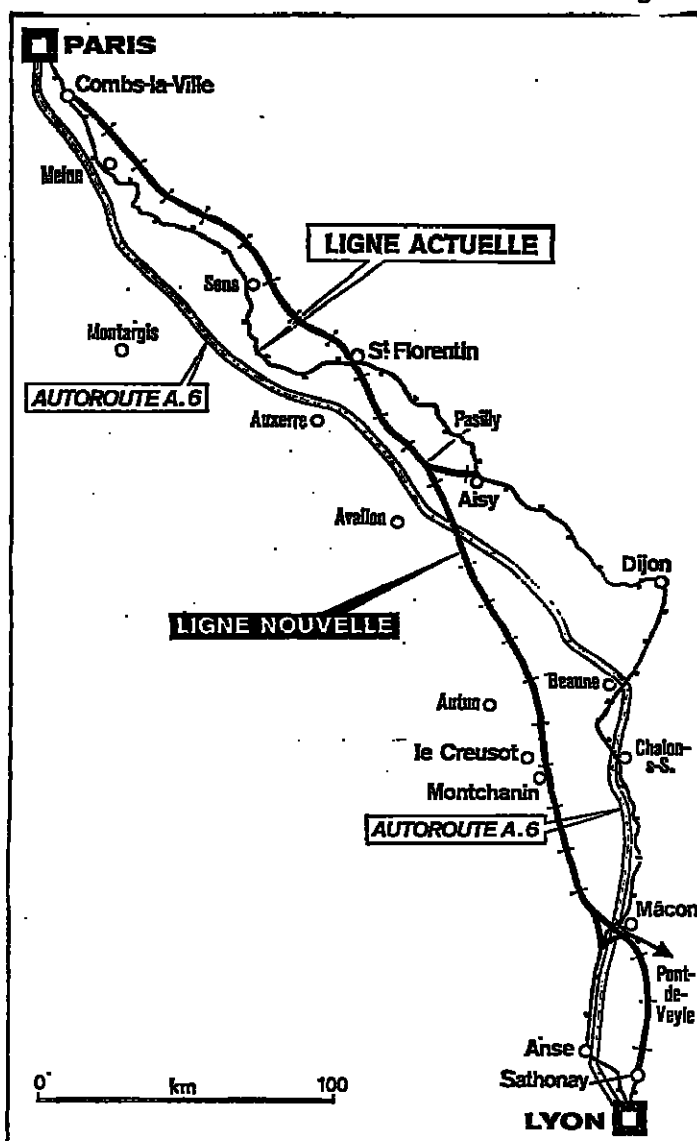 PARIS
Combs-la-Ville
Melun
LIGNE ACTUELLE
Sens
Montargis
St Florentin
AUTOROUTE A.6
Auxerre
Pasilly
Aisy
Avallon
Dijon
LIGNE NOUVELLE
Beaune
Autun
le Creusot
Chalon-
s-S.
Montchanin
AUTOROUTE A.6
Mâcon
Pont-
de-
Veyle
Anse
Sathonay
0
km
100
LYON